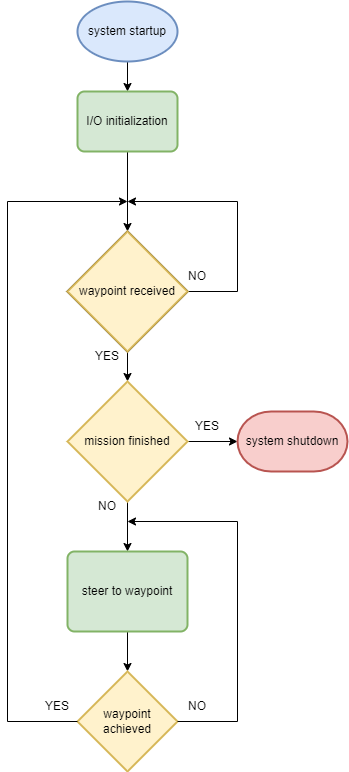 system startup
I/O initialization
waypoint received
NO
YES
mission finished
YES
system shutdown
NO
steer to waypoint
YES
waypoint
achieved
NO